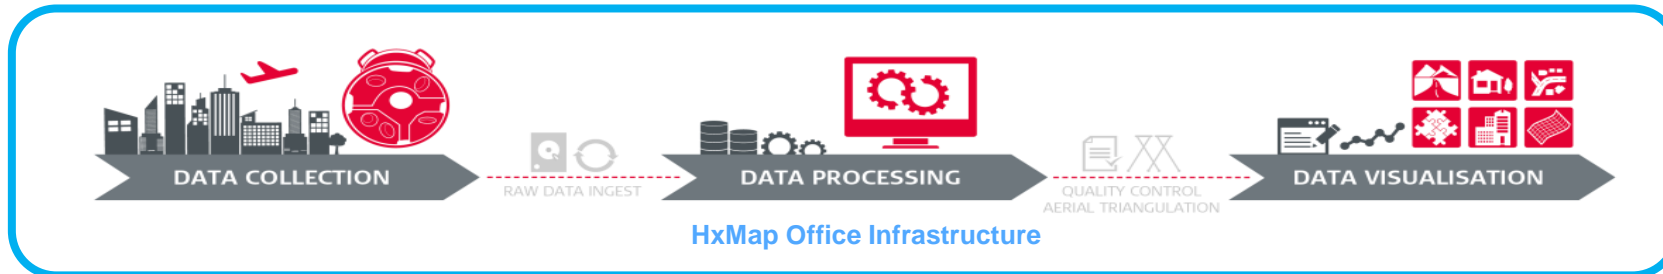 DATA COLLECTION
RAW DATA INGEST
DATA PROCESSING
QUALITY CONTROL
AERIAL TRIANGULATION
DATA VISUALISATION
HxMap Office Infrastructure